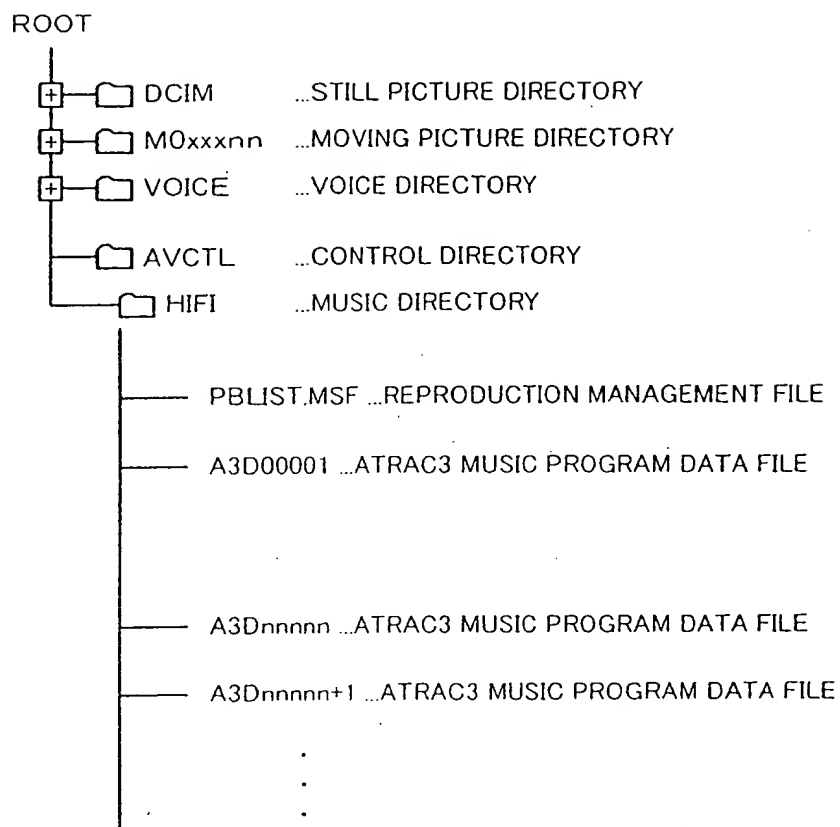 ROOT
DCIM ...STILL PICTURE DIRECTORY
M0xxxnn ...MOVING PICTURE DIRECTORY
VOICE ...VOICE DIRECTORY
AVCTL ...CONTROL DIRECTORY
HIFI ...MUSIC DIRECTORY
PBLIST.MSF ...REPRODUCTION MANAGEMENT FILE
A3D00001 ...ATRAC3 MUSIC PROGRAM DATA FILE
A3Dnnnnn ...ATRAC3 MUSIC PROGRAM DATA FILE
A3Dnnnnn+1 ...ATRAC3 MUSIC PROGRAM DATA FILE